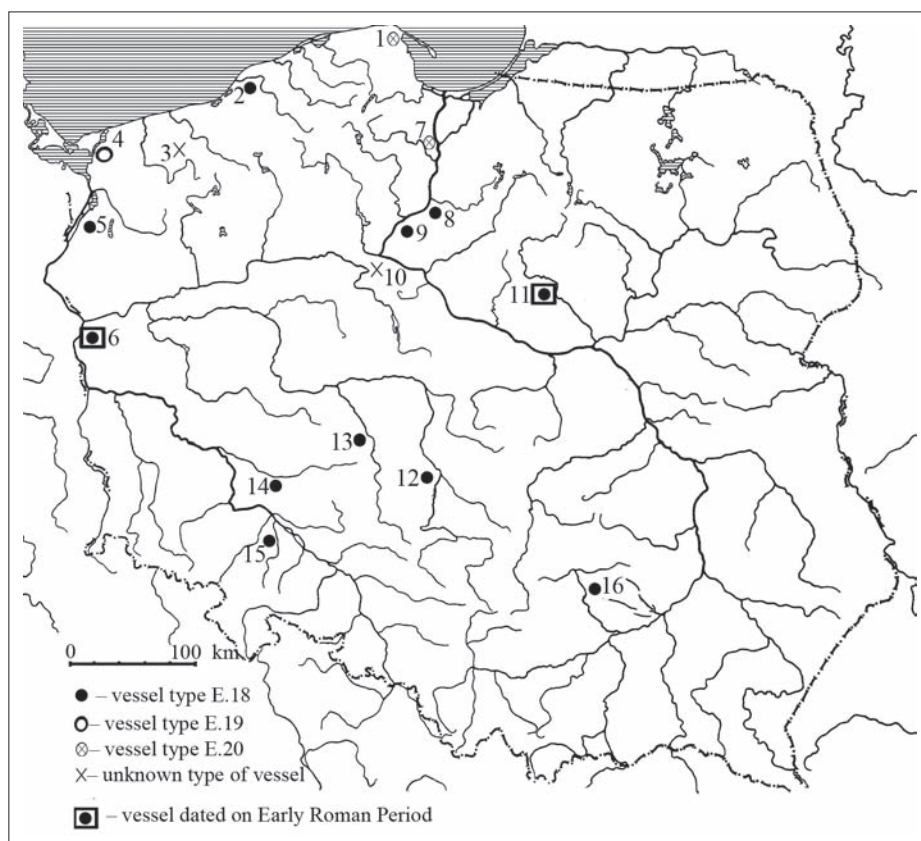 1
2
4
3
7
5
8
9
10
11
6
13
12
14
15
16
0 100 km
● – vessel type E.18
○ – vessel type E.19
⊗ – vessel type E.20
× – unknown type of vessel
– vessel dated on Early Roman Period